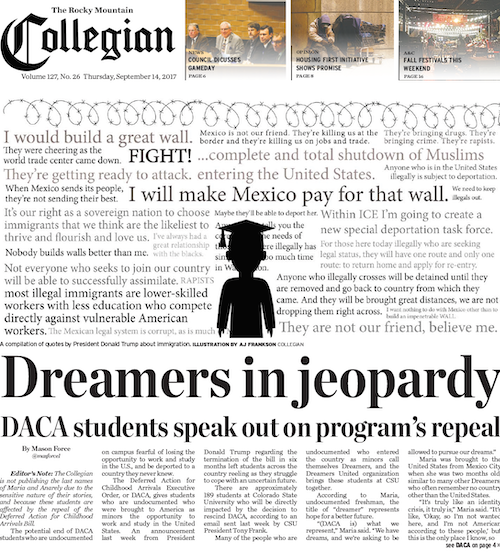 The Rocky Mountain
Collegian
Volume 127, No. 26 Thursday, September 14, 2017
NEWS
COUNCIL DISCUSSES
GAMEDAY
PAGE 6
OPINION
HOUSING FIRST INITIATIVE
SHOWS PROMISE
PAGE 8
A&C
FALL FESTIVALS THIS
WEEKEND
PAGE 16
I would build a great wall.
Mexico is not our friend. They're killing us at the
border and they're killing us on jobs and trade.
They're bringing drugs. They're
bringing crime. They're rapists.
They were cheering as the
world trade center came down.
FIGHT!
...complete and total shutdown of Muslims
entering the United States.
They're getting ready to attack.
Anyone who is in the United States
illegally is subject to deportation.
When Mexico sends its people,
they're not sending their best.
I will make Mexico pay for that wall.
We need to keep
illegals out.
It's our right as a sovereign nation to choose
immigrants that we think are the likeliest to
thrive and flourish and love us.
Maybe they'll be able to deport her.
Within ICE I'm going to create a
new special deportation task force.
I've always had a
great relationship
with the blacks.
Nobody builds walls better than me.
For those here today illegally who are seeking
legal status, they will have one route and only one
route: to return home and apply for re-entry.
Not everyone who seeks to join our country
will be able to successfully assimilate.
RAPISTS
most illegal immigrants are lower-skilled
workers with less education who compete
directly against vulnerable American
workers.
The Mexican legal system is corrupt, as is much
Anyone who illegally crosses will be detained until they
are removed and go back to country from which they
came. And they will be brought great distances, we are not
dropping them right across.
I want nothing to do with Mexico other than to
build an impenetrable WALL
They are not our friend, believe me.
A compilation of quotes by President Donald Trump about immigration. ILLUSTRATION BY AJ FRANKSON COLLEGIAN
Dreamers in jeopardy
DACA students speak out on program's repeal
By Mason Force
@masforcd
Editor's Note: The Collegian
is not publishing the last names
of Maria and Anarely due to the
sensitive nature of their stories,
and because these students are
affected by the repeal of the
Deferred Action for Childhood
Arrivals Bill.
The potential end of DACA
students who are undocumented
on campus fearful of losing the
opportunity to work and study
in the U.S., and be deported to a
country they never knew.
The Deferred Action for
Childhood Arrivals Executive
Order, or DACA, gives students
who are undocumented who
were brought to America as
minors the opportunity to
work and study in the United
States. An announcement
last week from President
Donald Trump regarding the
termination of the bill in six
months left students across the
country reeling as they struggle
to cope with an uncertain future.
There are approximately
189 students at Colorado State
University who will be directly
impacted by the decision to
rescind DACA, according to an
email sent last week by CSU
President Tony Frank.
Many of the people who are
undocumented who entered
the country as minors call
themselves Dreamers, and the
Dreamers United organization
brings these students at CSU
together.
According to Maria,
undocumented freshman, the
title of "dreamer" represents
hope for a better future.
"(DACA is what we
represent," Maria said. "We have
dreams, and we're asking to be
allowed to pursue our dreams."
Maria was brought to the
United States from Mexico City
when she was two months old
similar to many other Dreamers
who often remember no country
other than the United States.
"It's truly like an identity
crisis, it truly is," Maria said. "It's
like, 'Okay, so I'm not wanted
here, and I'm not American
according to these people,' but
this is the only place I know, so
see DACA on page 4